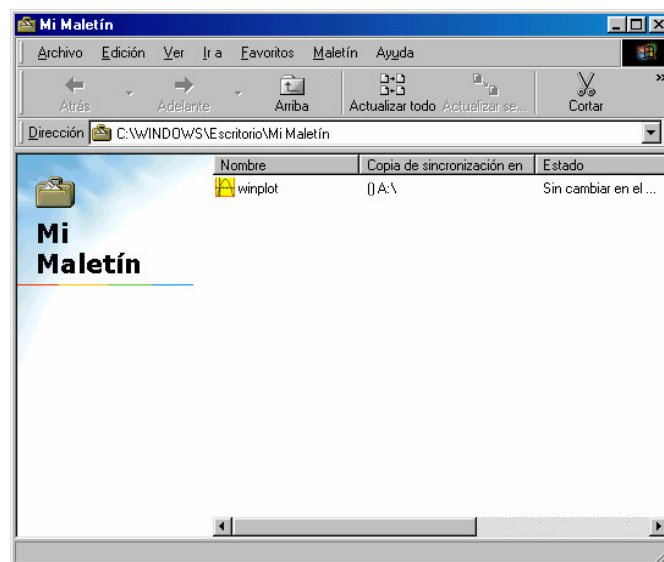 Mi Maletín
Archivo Edición Ver Ir a Favoritos Maletín Ayuda
Atrás Adelante Arriba Actualizar todo Actualizar se... Cortar »
Dirección C:\WINDOWS\Escritorio\Mi Maletín
Nombre Copia de sincronización en Estado
winplot () A:\ Sin cambiar en el ...
Mi
Maletín